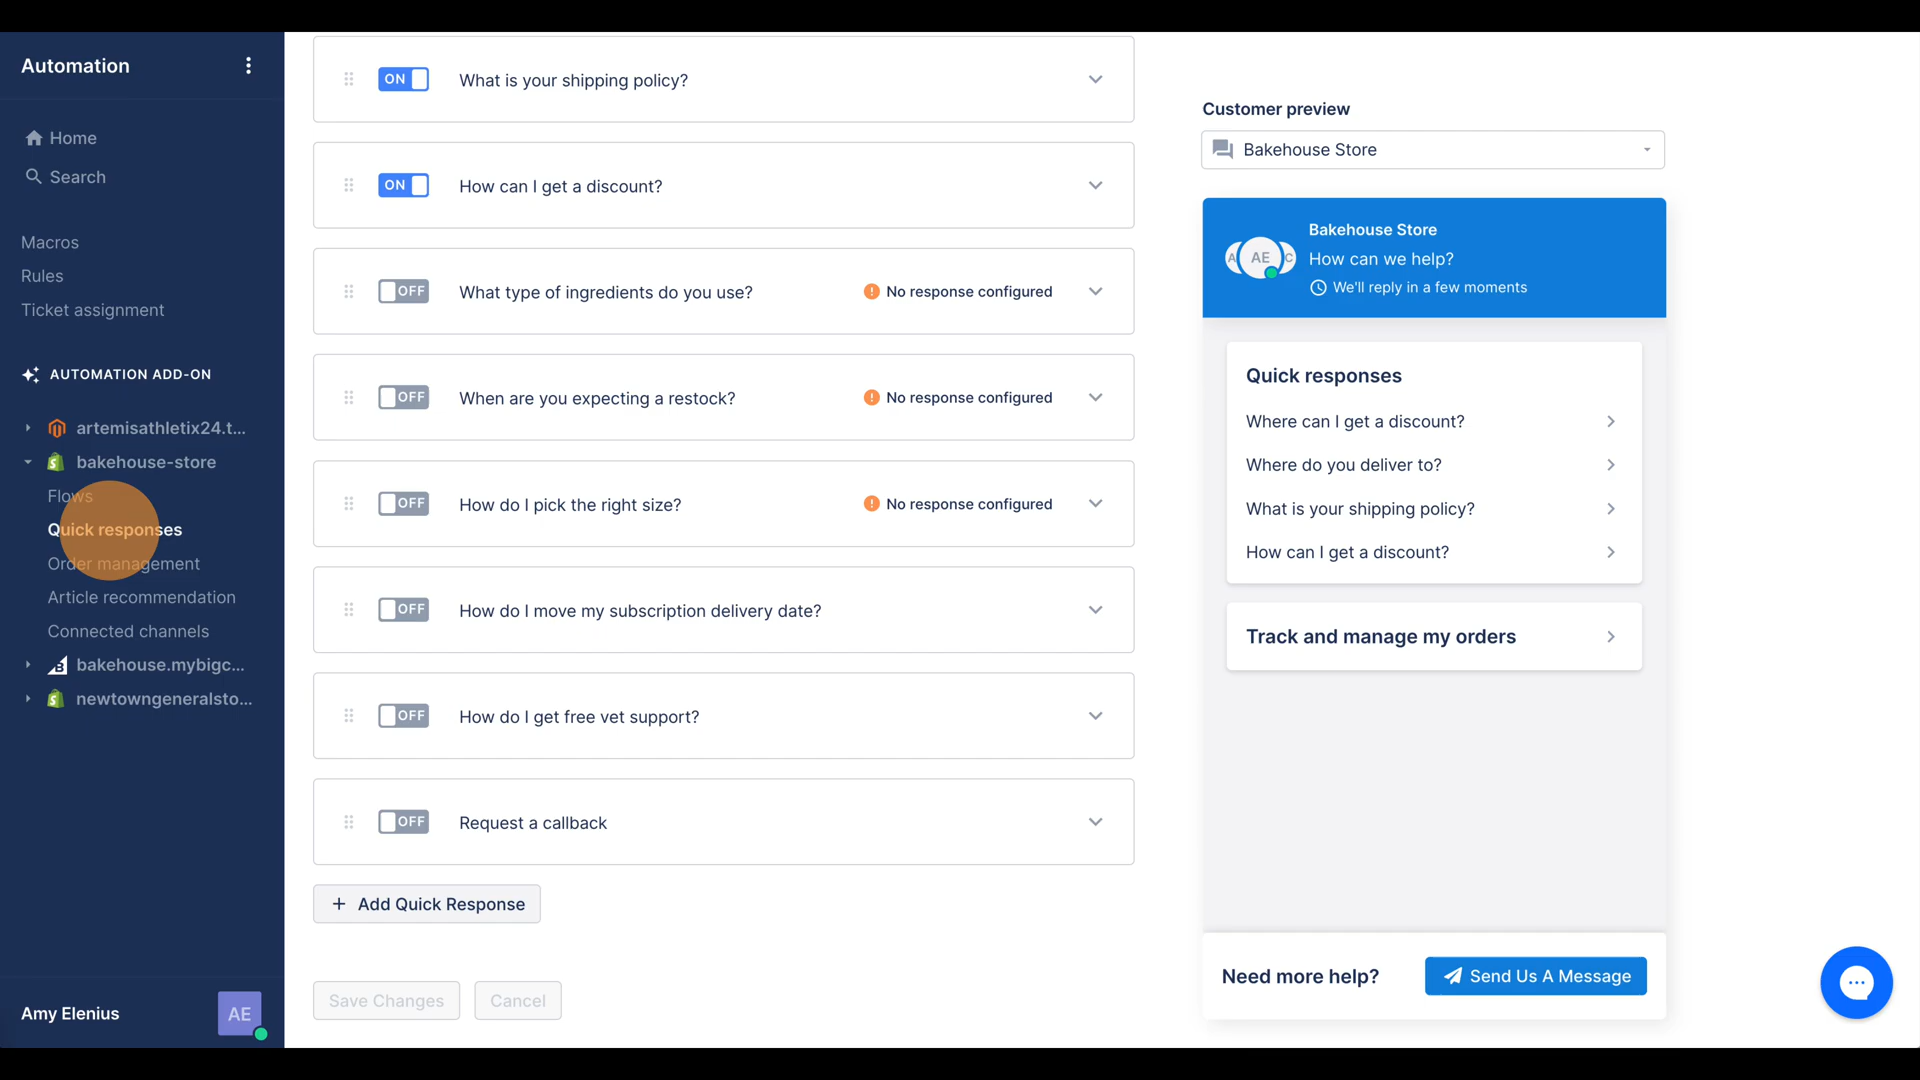 Automation
Home
Search
Macros
Rules
Ticket assignment
AUTOMATION ADD-ON
artemisathletix24.t...
bakehouse-store
Flows
Quick responses
Order management
Article recommendation
Connected channels
bakehouse.mybigc...
newtowngeneralsto...
Amy Elenius
AE
ON What is your shipping policy?
ON How can I get a discount?
OFF What type of ingredients do you use? No response configured
OFF When are you expecting a restock? No response configured
OFF How do I pick the right size? No response configured
OFF How do I move my subscription delivery date?
OFF How do I get free vet support?
OFF Request a callback
+ Add Quick Response
Save Changes Cancel
Customer preview
Bakehouse Store
Bakehouse Store
A AE C
How can we help?
We'll reply in a few moments
Quick responses
Where can I get a discount?
Where do you deliver to?
What is your shipping policy?
How can I get a discount?
Track and manage my orders
Need more help? Send Us A Message